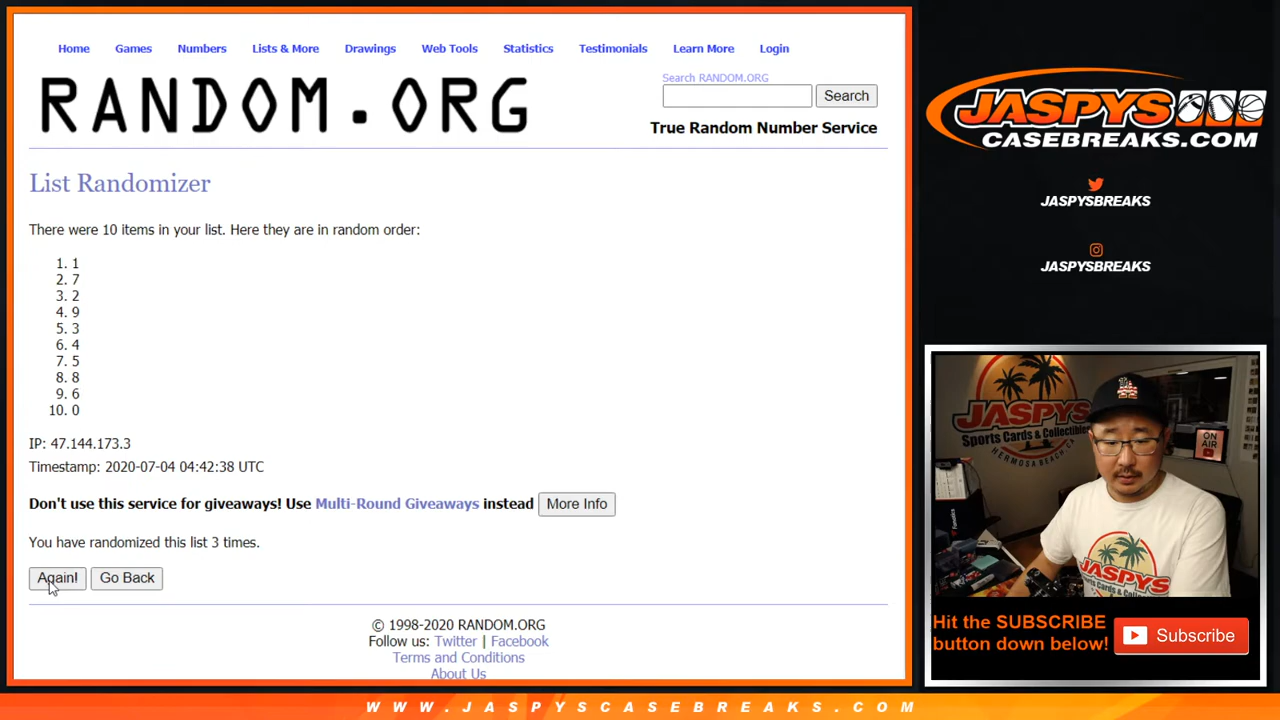 Home Games Numbers Lists & More Drawings Web Tools Statistics Testimonials Learn More Login
RANDOM.ORG
Search RANDOM.ORG
Search
True Random Number Service
List Randomizer
There were 10 items in your list. Here they are in random order:
1. 1
2. 7
3. 2
4. 9
5. 3
6. 4
7. 5
8. 8
9. 6
10. 0
IP: 47.144.173.3
Timestamp: 2020-07-04 04:42:38 UTC
Don't use this service for giveaways! Use Multi-Round Giveaways instead More Info
You have randomized this list 3 times.
Again! Go Back
© 1998-2020 RANDOM.ORG
Follow us: Twitter | Facebook
Terms and Conditions
About Us
JASPYS
CASEBREAKS.COM
JASPYSBREAKS
JASPYSBREAKS
JASPYS
Sports Cards & Collectibles
HERMOSA BEACH, CA
ON AIR
LA
JASPYS
Hit the SUBSCRIBE
button down below!
Subscribe
WWW.JASPYSCASEBREAKS.COM